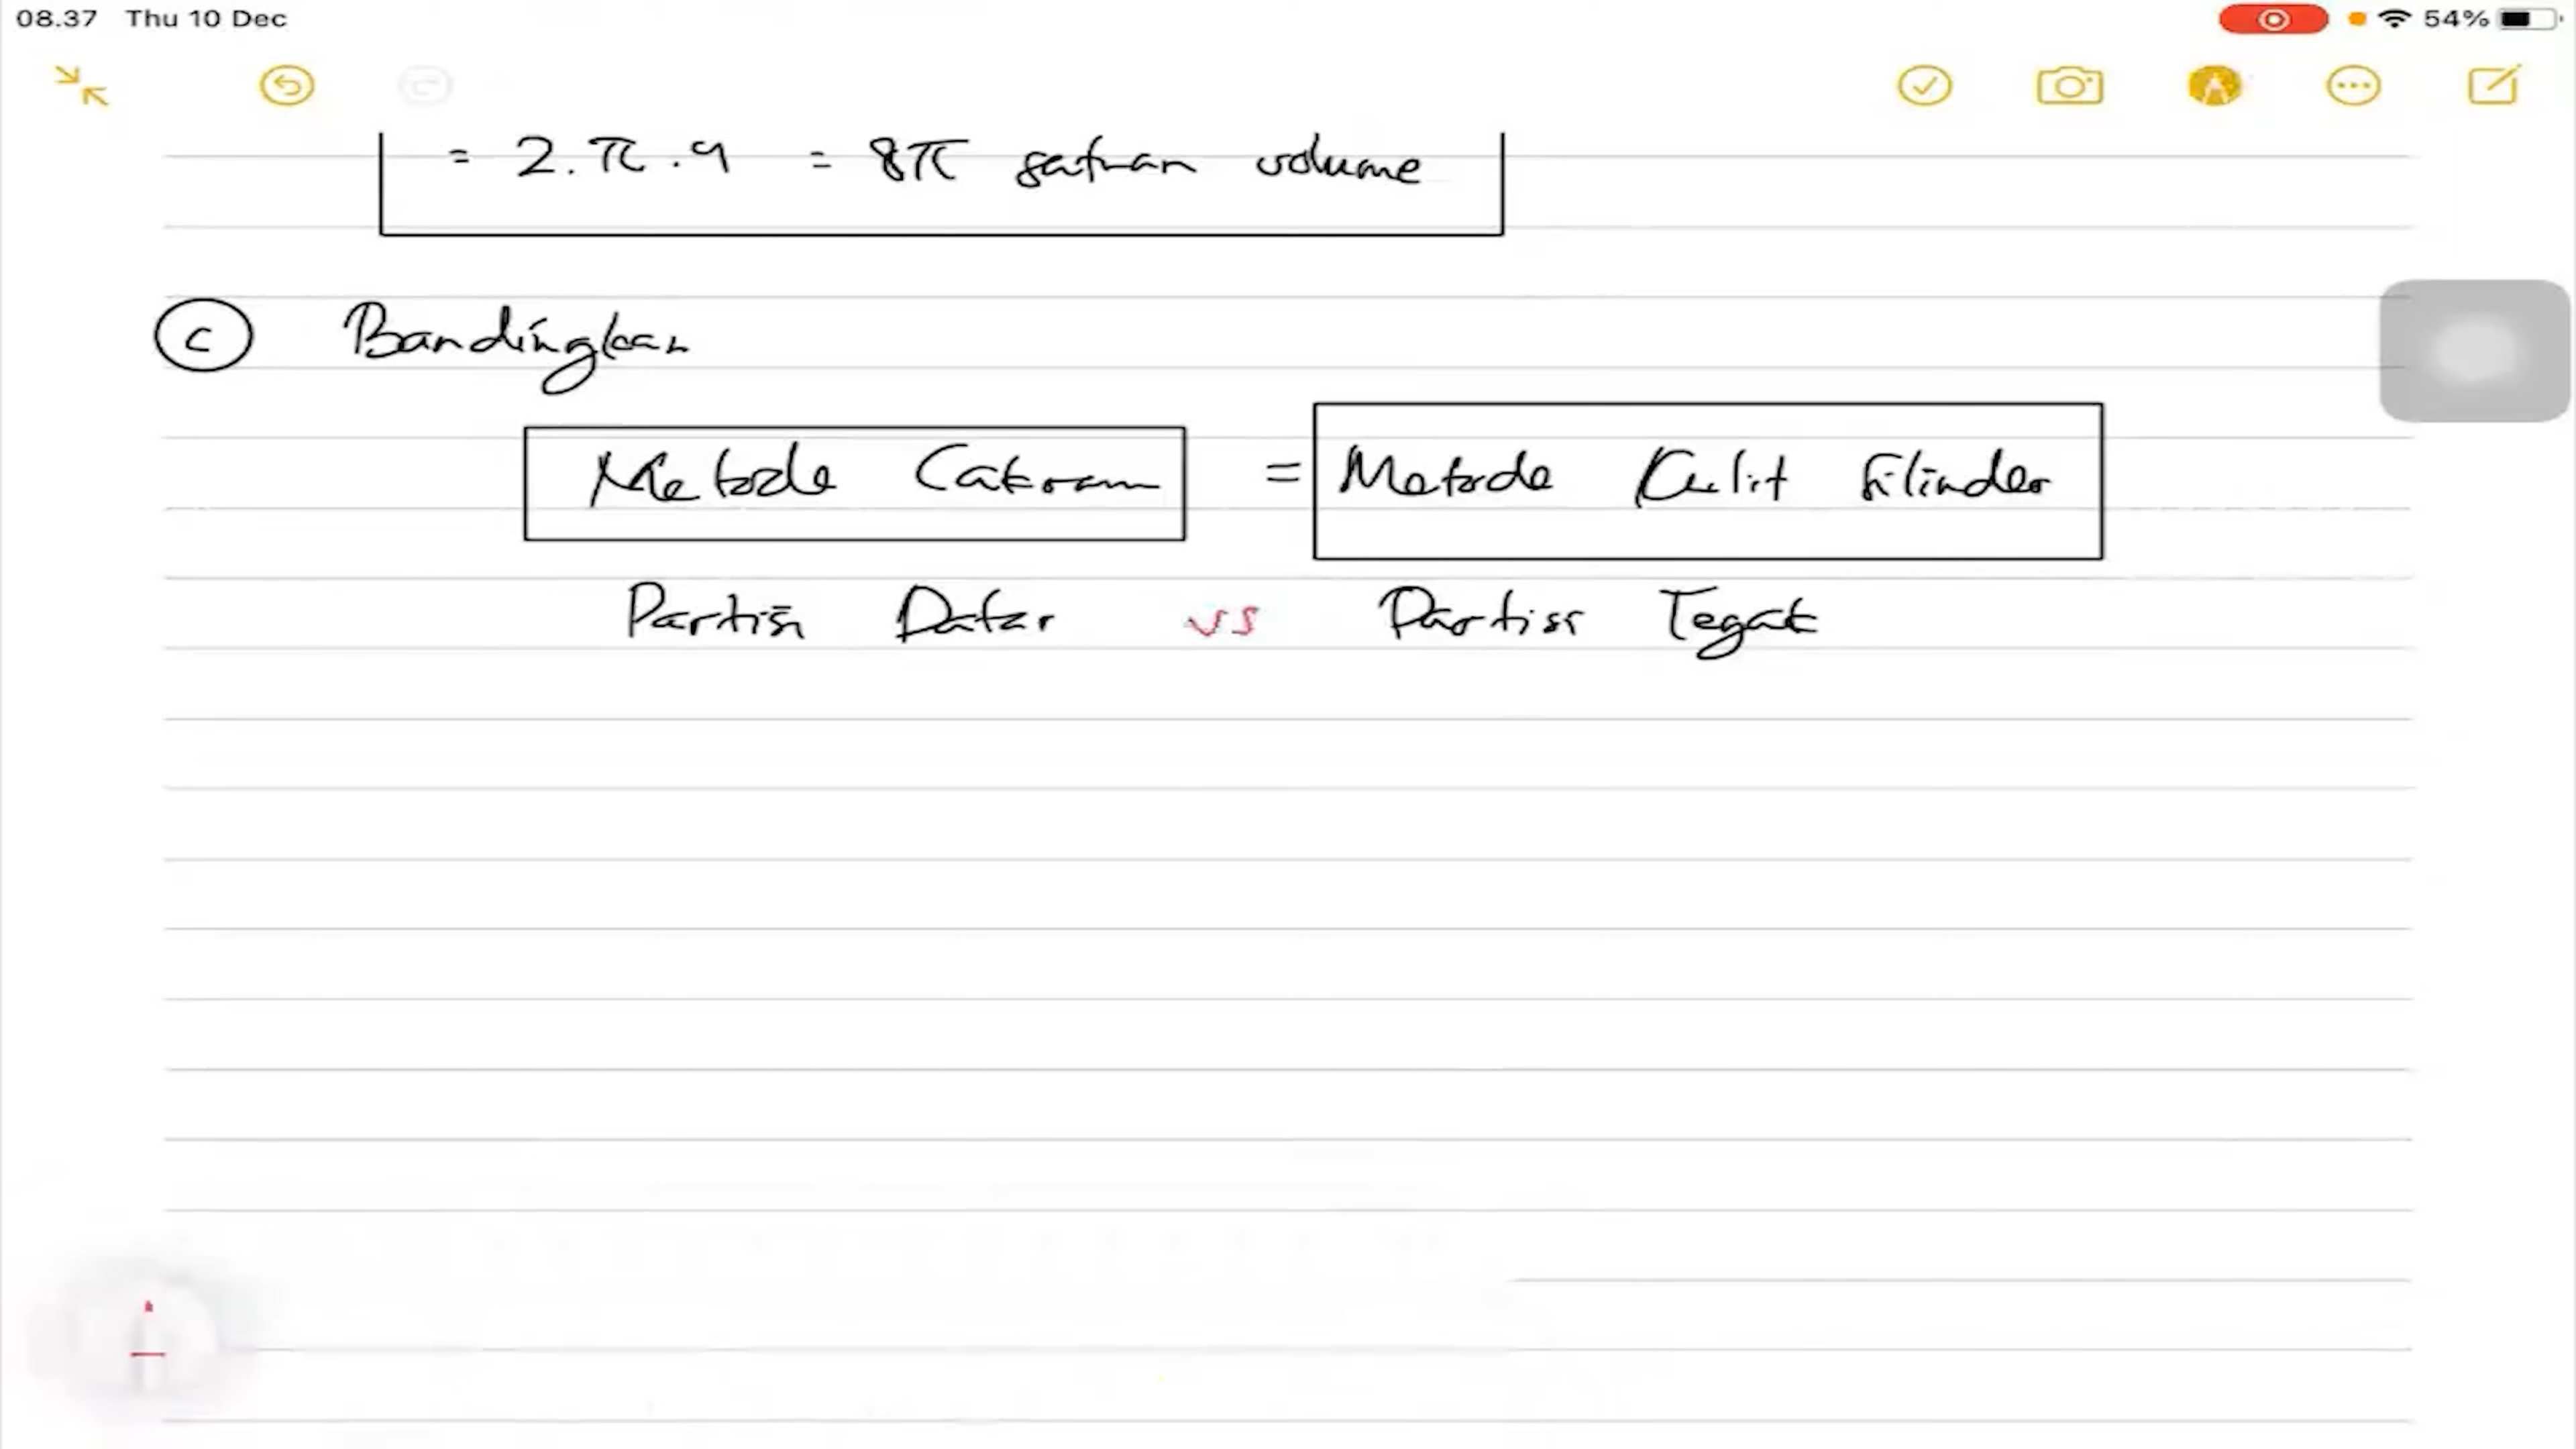 08.37 Thu 10 Dec 54%
= 2.π.4 = 8π satuan volume
c Bandingkan
Metode Cakram = Metode Kulit Silinder
Partisi Datar vs Partisi Tegak